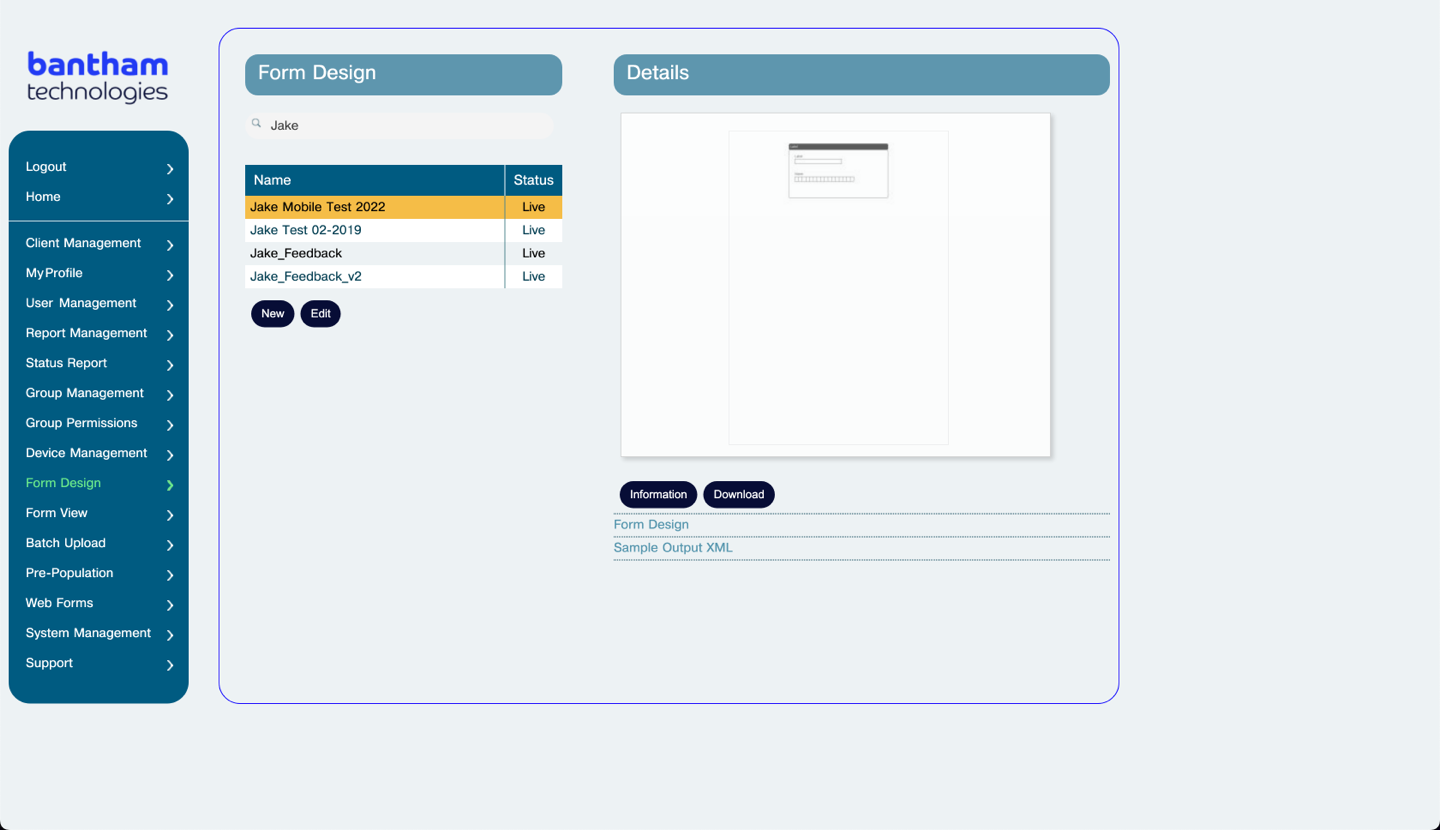 bantham
technologies
Logout
Home
Client Management
My Profile
User Management
Report Management
Status Report
Group Management
Group Permissions
Device Management
Form Design
Form View
Batch Upload
Pre-Population
Web Forms
System Management
Support
Form Design
Jake
Name Status
Jake Mobile Test 2022 Live
Jake Test 02-2019 Live
Jake_Feedback Live
Jake_Feedback_v2 Live
New Edit
Details
Information Download
Form Design
Sample Output XML